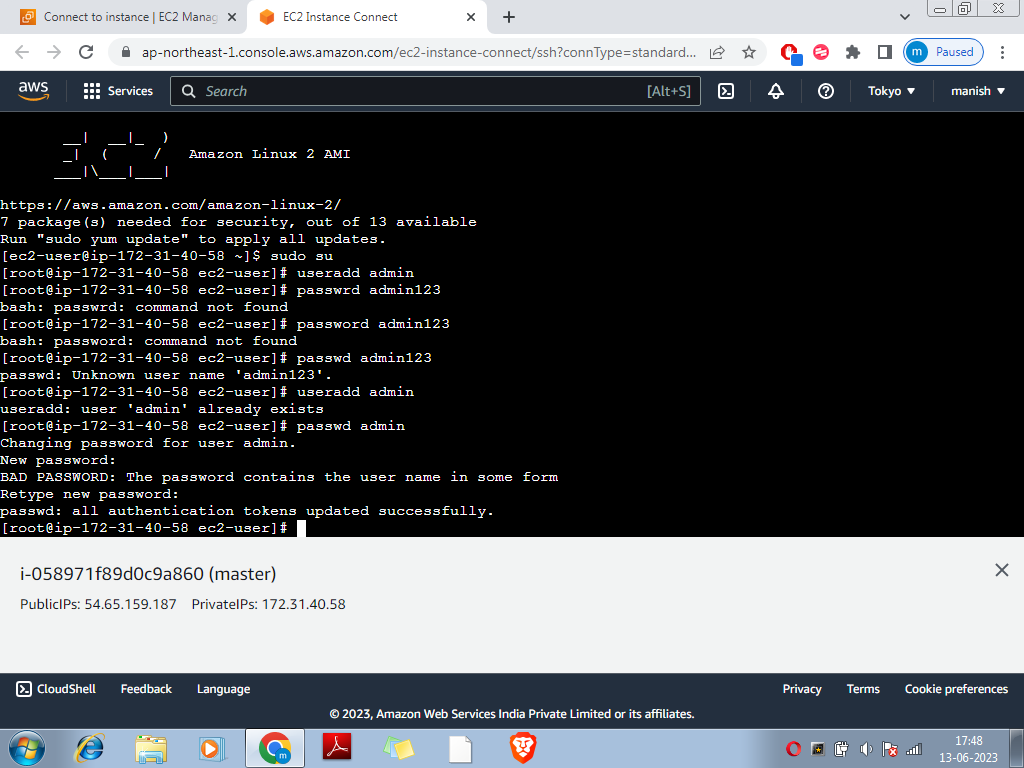 Connect to instance | EC2 Manag
EC2 Instance Connect
ap-northeast-1.console.aws.amazon.com/ec2-instance-connect/ssh?connType=standard...
m Paused
aws
Services
Search
[Alt+S]
Tokyo
manish
__|  __|_  )
_|  (     /   Amazon Linux 2 AMI
___|\___|___|
https://aws.amazon.com/amazon-linux-2/
7 package(s) needed for security, out of 13 available
Run "sudo yum update" to apply all updates.
[ec2-user@ip-172-31-40-58 ~]$ sudo su
[root@ip-172-31-40-58 ec2-user]# useradd admin
[root@ip-172-31-40-58 ec2-user]# passwrd admin123
bash: passwrd: command not found
[root@ip-172-31-40-58 ec2-user]# password admin123
bash: password: command not found
[root@ip-172-31-40-58 ec2-user]# passwd admin123
passwd: Unknown user name 'admin123'.
[root@ip-172-31-40-58 ec2-user]# useradd admin
useradd: user 'admin' already exists
[root@ip-172-31-40-58 ec2-user]# passwd admin
Changing password for user admin.
New password:
BAD PASSWORD: The password contains the user name in some form
Retype new password:
passwd: all authentication tokens updated successfully.
[root@ip-172-31-40-58 ec2-user]#
i-058971f89d0c9a860 (master)
PublicIPs: 54.65.159.187 PrivateIPs: 172.31.40.58
CloudShell
Feedback
Language
Privacy
Terms
Cookie preferences
© 2023, Amazon Web Services India Private Limited or its affiliates.
m
17:48
13-06-2023